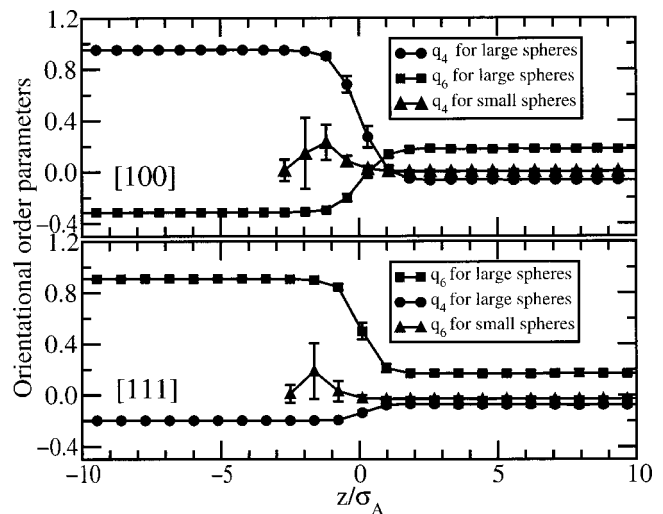 Orientational order parameters
1.2
0.8
0.4
0.0
-0.4
q4 for large spheres
q6 for large spheres
q4 for small spheres
[100]
1.2
0.8
0.4
0.0
-0.4
q6 for large spheres
q4 for large spheres
q6 for small spheres
[111]
-10 -5 0 5 10
z/σA